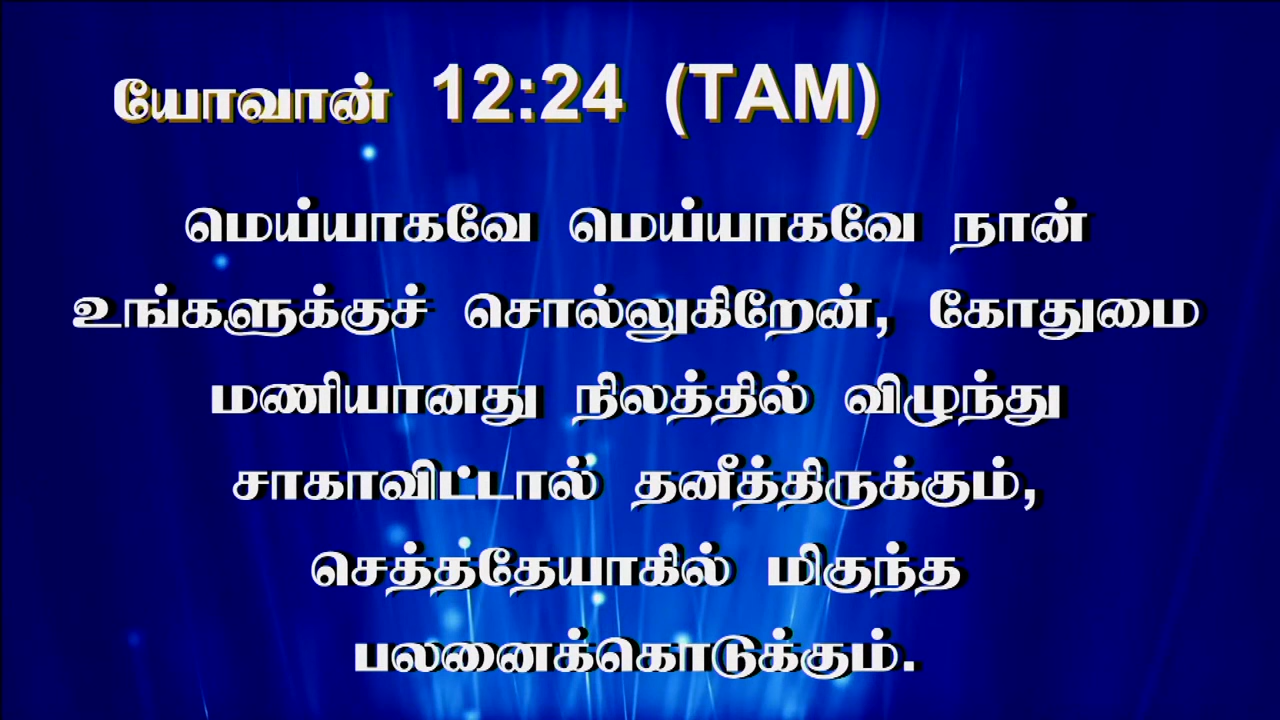 யோவான் 12:24 (TAM)
மெய்யாகவே மெய்யாகவே நான்
உங்களுக்குச் சொல்லுகிறேன், கோதுமை
மணியானது நிலத்தில் விழுந்து
சாகாவிட்டால் தனீத்திருக்கும்,
செத்ததேயாகில் மிகுந்த
பலனைக்கொடுக்கும்.